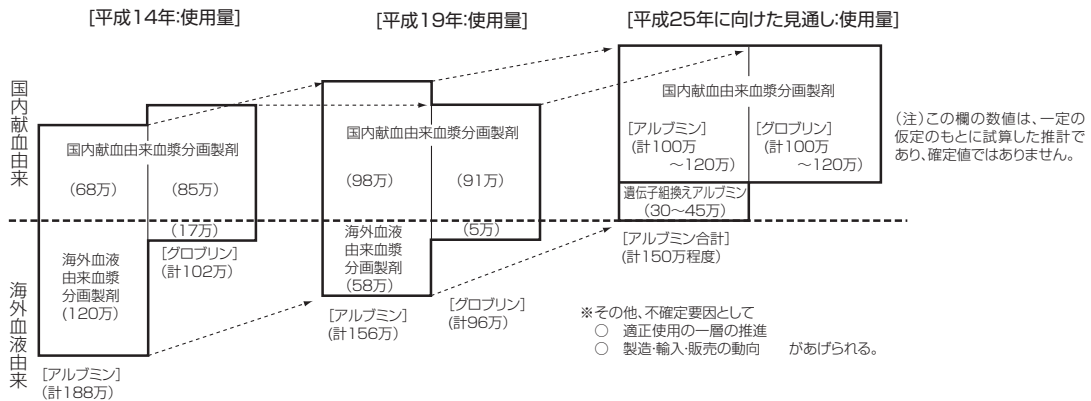 [平成14年:使用量]
[平成19年:使用量]
[平成25年に向けた見通し:使用量]
国内献血由来
海外血液由来
国内献血由来血漿分画製剤
(68万)
(85万)
(17万)
海外血液
由来血漿
分画製剤
(120万)
[グロブリン]
(計102万)
[アルブミン]
(計188万)
国内献血由来血漿分画製剤
(98万)
(91万)
(5万)
海外血液
由来血漿
分画製剤
(58万)
[アルブミン]
(計156万)
[グロブリン]
(計96万)
国内献血由来血漿分画製剤
[アルブミン]
(計100万
~120万)
[グロブリン]
(計100万
~120万)
遺伝子組換えアルブミン
(30~45万)
[アルブミン合計]
(計150万程度)
(注)この欄の数値は、一定の
仮定のもとに試算した推計で
あり、確定値ではありません。
※その他、不確定要因として
○ 適正使用の一層の推進
○ 製造・輸入・販売の動向 があげられる。